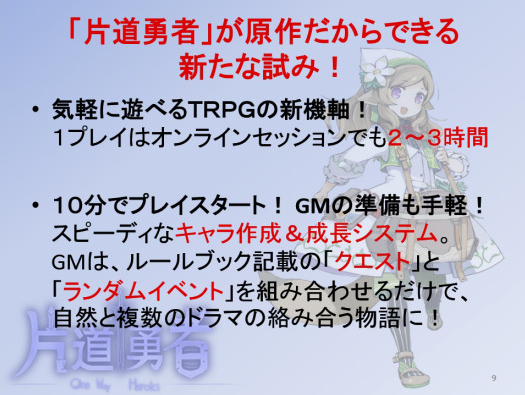 「片道勇者」が原作だからできる
新たな試み！
• 気軽に遊べるTRPGの新機軸！
１プレイはオンラインセッションでも２～３時間
• １０分でプレイスタート！ GMの準備も手軽！
スピーディなキャラ作成＆成長システム。
GMは、ルールブック記載の「クエスト」と
「ランダムイベント」を組み合わせるだけで、
自然と複数のドラマの絡み合う物語に！
片道勇者
One Way Heroics
9